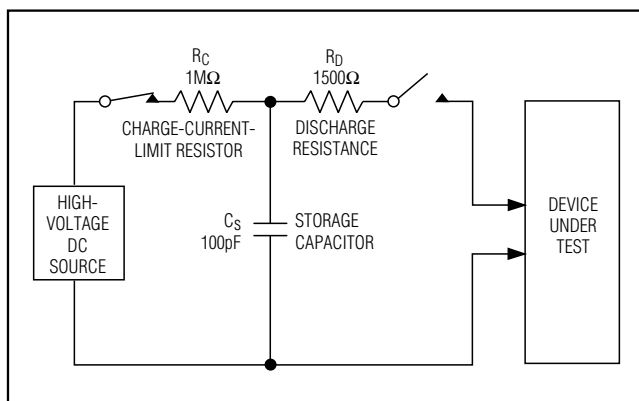 RC
1MΩ
CHARGE-CURRENT-
LIMIT RESISTOR
RD
1500Ω
DISCHARGE
RESISTANCE
HIGH-
VOLTAGE
DC
SOURCE
CS
100pF
STORAGE
CAPACITOR
DEVICE
UNDER
TEST